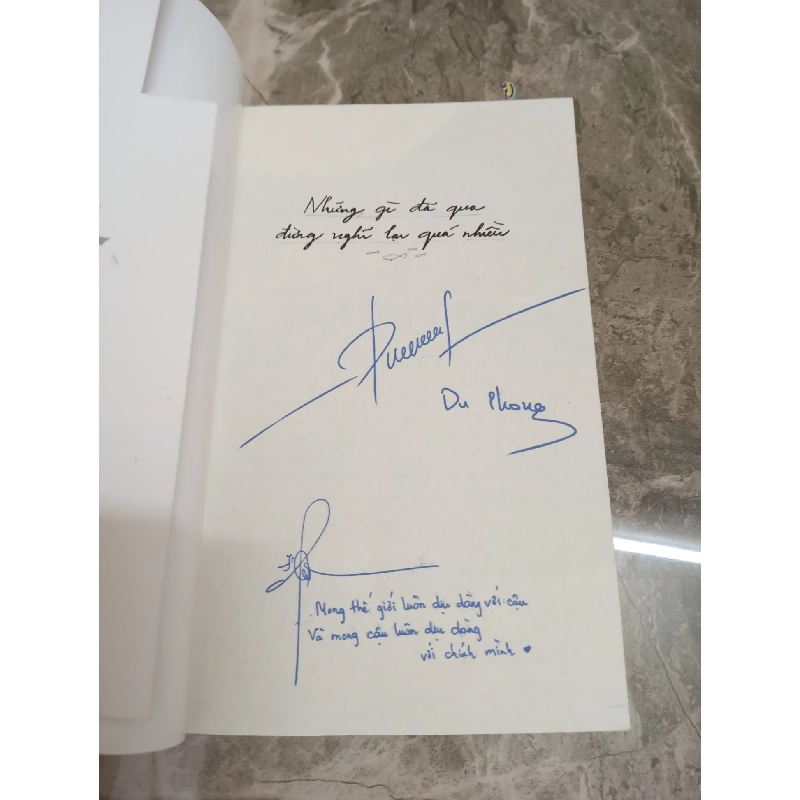 Những gì đã qua
đừng nghĩ lại quá nhiều
Du Phong
Mong thế giới luôn dịu dàng với cậu
Và mong cậu luôn dịu dàng
với chính mình